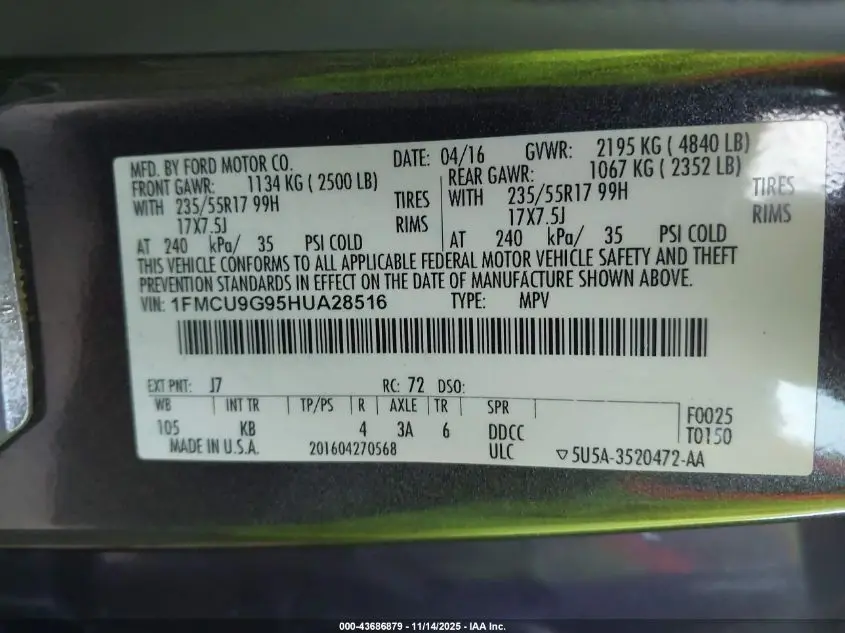 MFD. BY FORD MOTOR CO. DATE: 04/16 GVWR: 2195 KG ( 4840 LB)
FRONT GAWR: 1134 KG ( 2500 LB) REAR GAWR: 1067 KG ( 2352 LB)
WITH 235/55R17 99H TIRES WITH 235/55R17 99H TIRES
17X7.5J RIMS 17X7.5J RIMS
AT 240 kPa/ 35 PSI COLD AT 240 kPa/ 35 PSI COLD
THIS VEHICLE CONFORMS TO ALL APPLICABLE FEDERAL MOTOR VEHICLE SAFETY AND THEFT
PREVENTION STANDARDS IN EFFECT ON THE DATE OF MANUFACTURE SHOWN ABOVE.
VIN: 1FMCU9G95HUA28516 TYPE: MPV
EXT PNT: J7 RC: 72 DSO:
WB INT TR TP/PS R AXLE TR SPR F0025
105 KB 4 3A 6 DDCC T0150
MADE IN U.S.A. 201604270568 ULC ▽5U5A-3520472-AA
000-43686879 - 11/14/2025 - IAA Inc.